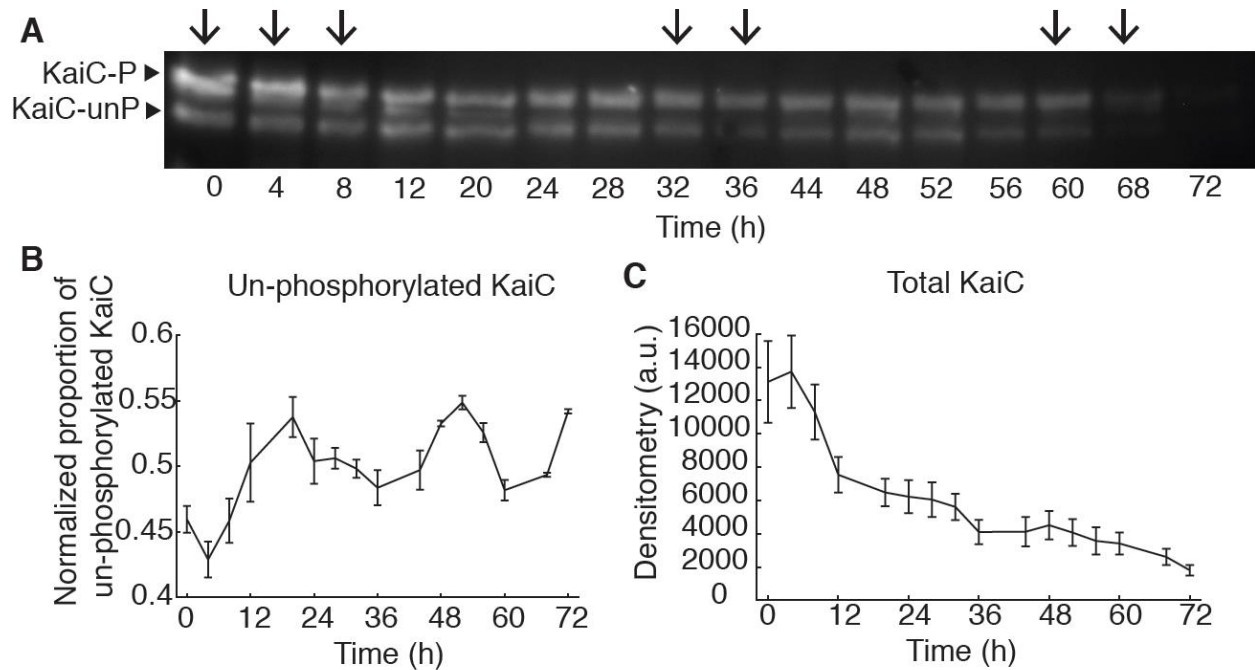 A
KaiC-P
KaiC-unP
0 4 8 12 20 24 28 32 36 44 48 52 56 60 68 72
Time (h)
B
Un-phosphorylated KaiC
Normalized proportion of
un-phosphorylated KaiC
0.6
0.55
0.5
0.45
0.4
0 12 24 36 48 60 72
Time (h)
C
Total KaiC
Densitometry (a.u.)
16000
14000
12000
10000
8000
6000
4000
2000
0
0 12 24 36 48 60 72
Time (h)